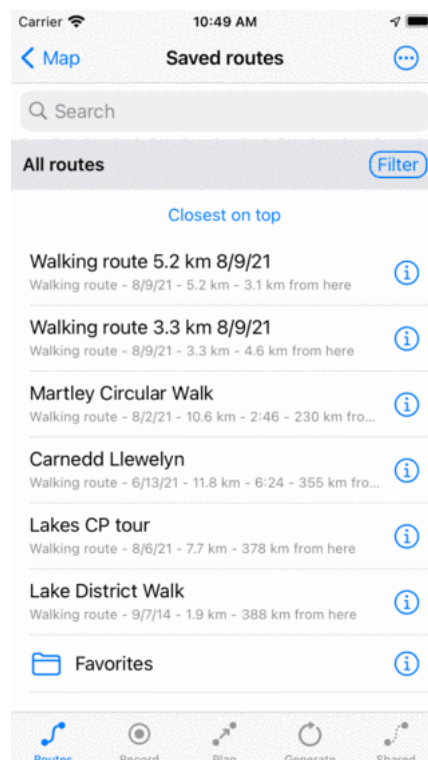 Carrier 10:49 AM
Map Saved routes
Search
All routes Filter
Closest on top
Walking route 5.2 km 8/9/21
Walking route - 8/9/21 - 5.2 km - 3.1 km from here
Walking route 3.3 km 8/9/21
Walking route - 8/9/21 - 3.3 km - 4.6 km from here
Martley Circular Walk
Walking route - 8/2/21 - 10.6 km - 2:46 - 230 km fro...
Carnedd Llewelyn
Walking route - 6/13/21 - 11.8 km - 6:24 - 355 km fro...
Lakes CP tour
Walking route - 8/6/21 - 7.7 km - 378 km from here
Lake District Walk
Walking route - 9/7/14 - 1.9 km - 388 km from here
Favorites
Routes Record Plan Generate Shared